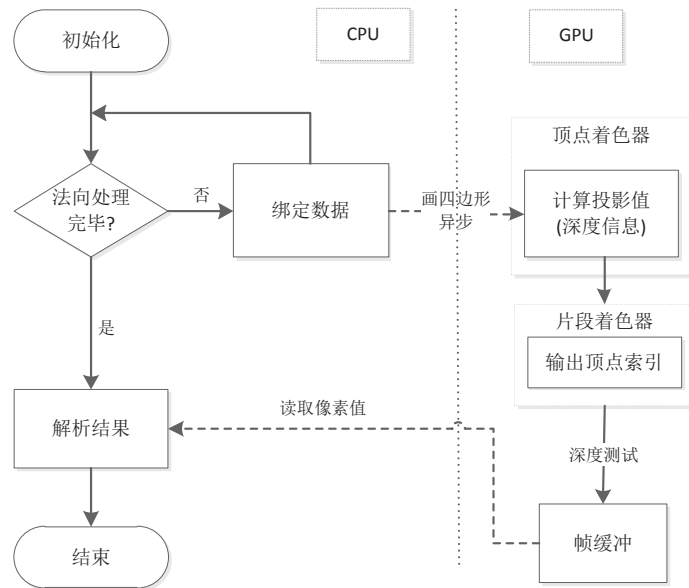 初始化
CPU
GPU
顶点着色器
法向处理
完毕?
否
绑定数据
画四边形
异步
计算投影值
(深度信息)
是
片段着色器
输出顶点索引
解析结果
读取像素值
深度测试
结束
帧缓冲